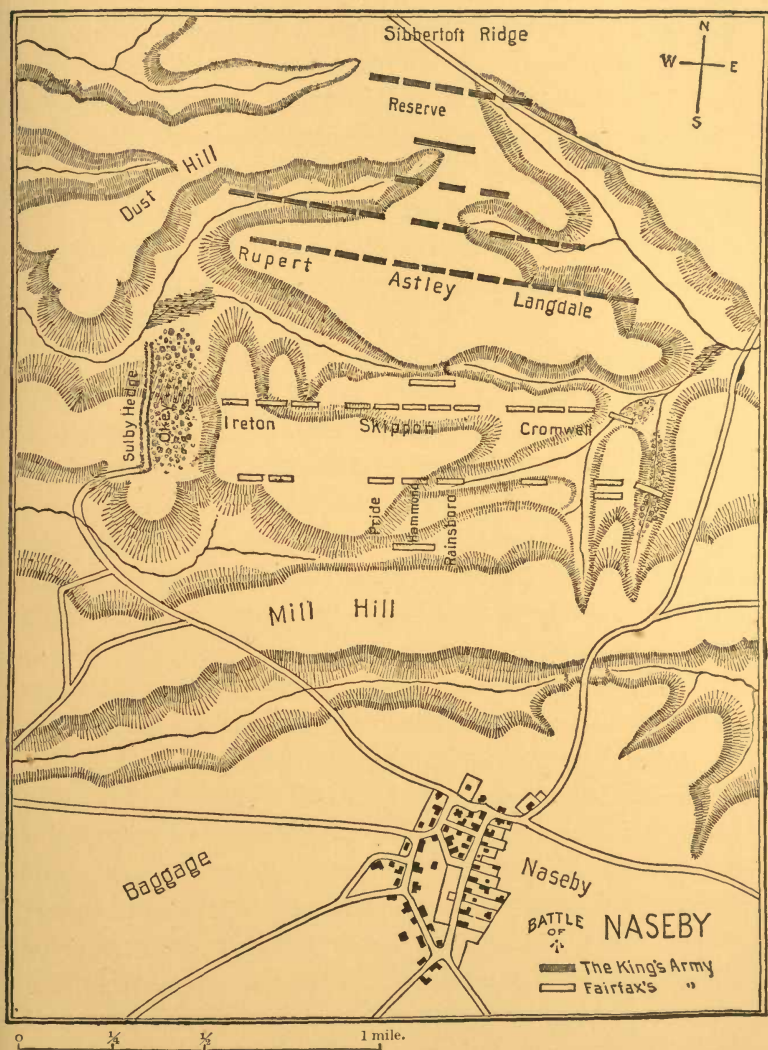 Sibbertoft Ridge
N
W E
S
Reserve
Dust Hill
Rupert
Astley
Langdale
Sulby Hedge
Okey
Ireton
Skippon
Cromwell
Pride
Hammond
Rainsboro
Mill Hill
Baggage
Naseby
BATTLE
OF
NASEBY
The King's Army
Fairfax's "
0 ¼ ½ 1 mile.